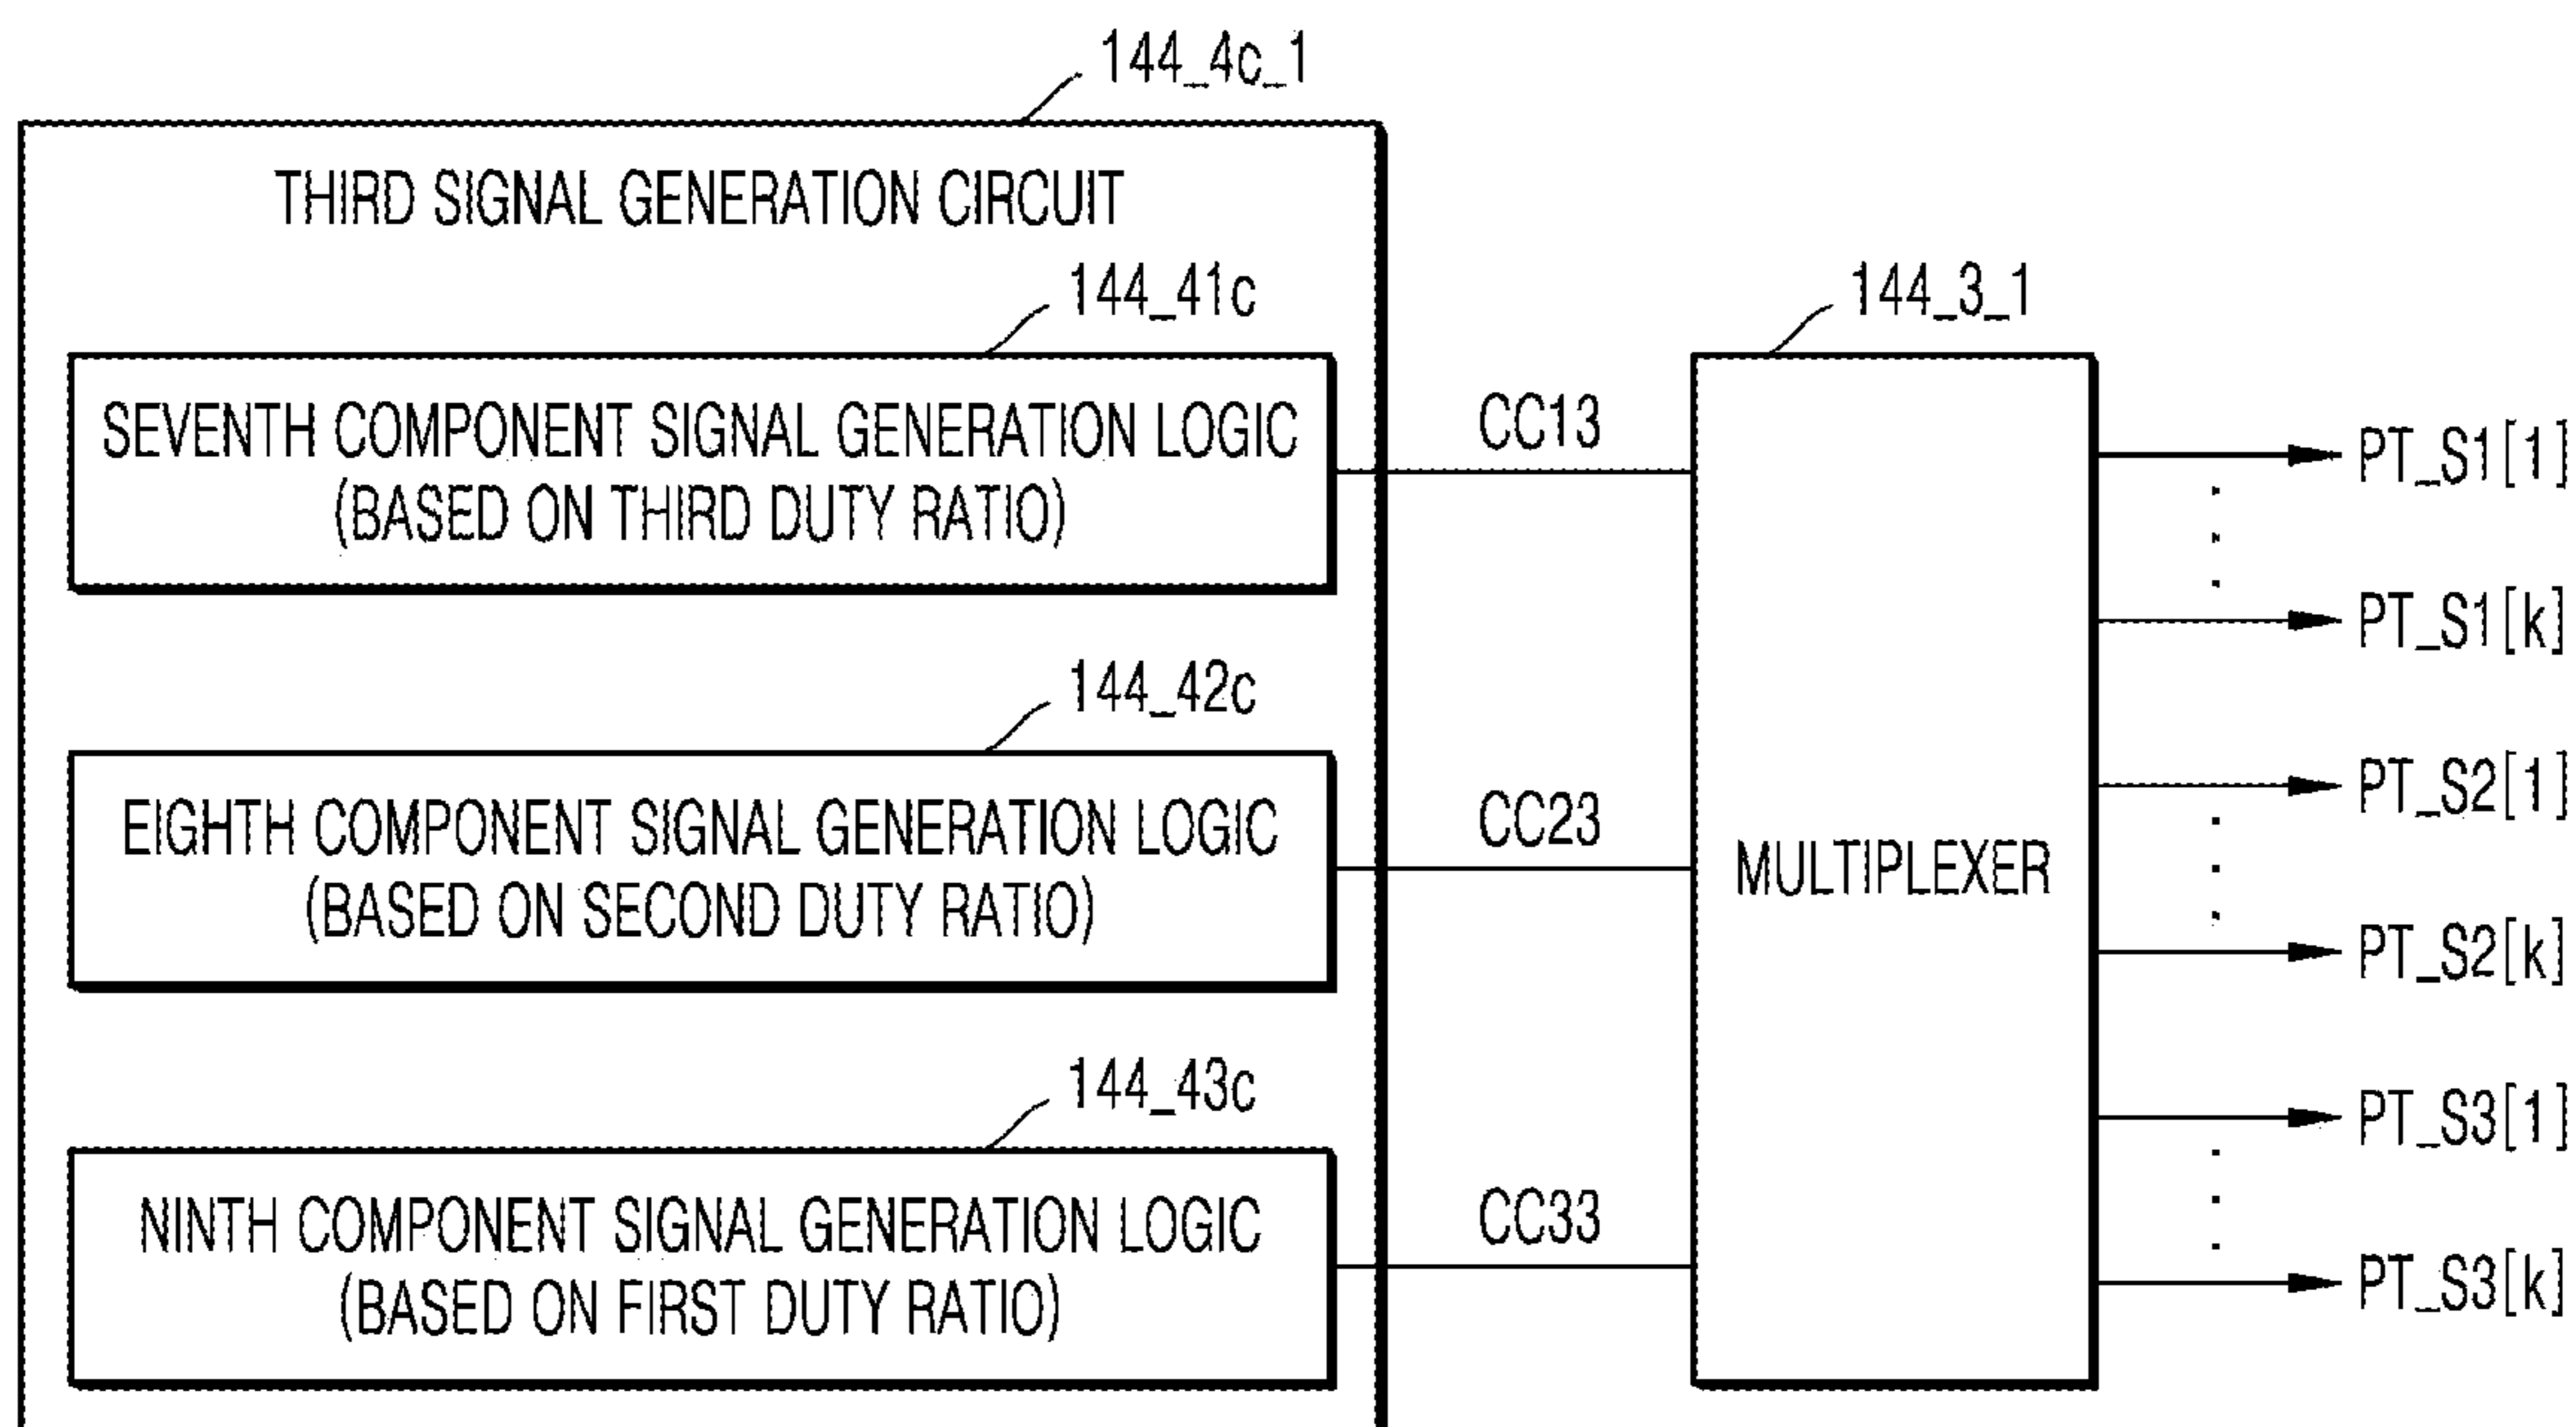 144_4c_1
THIRD SIGNAL GENERATION CIRCUIT
144_41c
SEVENTH COMPONENT SIGNAL GENERATION LOGIC
(BASED ON THIRD DUTY RATIO)
CC13
144_3_1
MULTIPLEXER
PT_S1[1]
PT_S1[k]
144_42c
EIGHTH COMPONENT SIGNAL GENERATION LOGIC
(BASED ON SECOND DUTY RATIO)
CC23
PT_S2[1]
PT_S2[k]
144_43c
NINTH COMPONENT SIGNAL GENERATION LOGIC
(BASED ON FIRST DUTY RATIO)
CC33
PT_S3[1]
PT_S3[k]